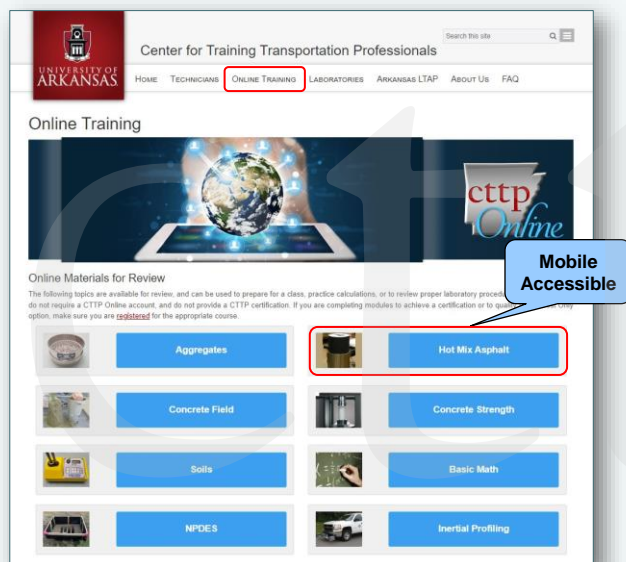 Search this site
Center for Training Transportation Professionals
UNIVERSITY OF
ARKANSAS
HOME TECHNICIANS ONLINE TRAINING LABORATORIES ARKANSAS LTAP ABOUT US FAQ
Online Training
cttp
Online
Mobile
Accessible
Online Materials for Review
The following topics are available for review, and can be used to prepare for a class, practice calculations, or to review proper laboratory
do not require a CTTP Online account, and do not provide a CTTP certification. If you are completing modules to achieve a certification or to Only
option, make sure you are registered for the appropriate course.
Aggregates
Hot Mix Asphalt
Concrete Field
Concrete Strength
Soils
Basic Math
NPDES
Inertial Profiling